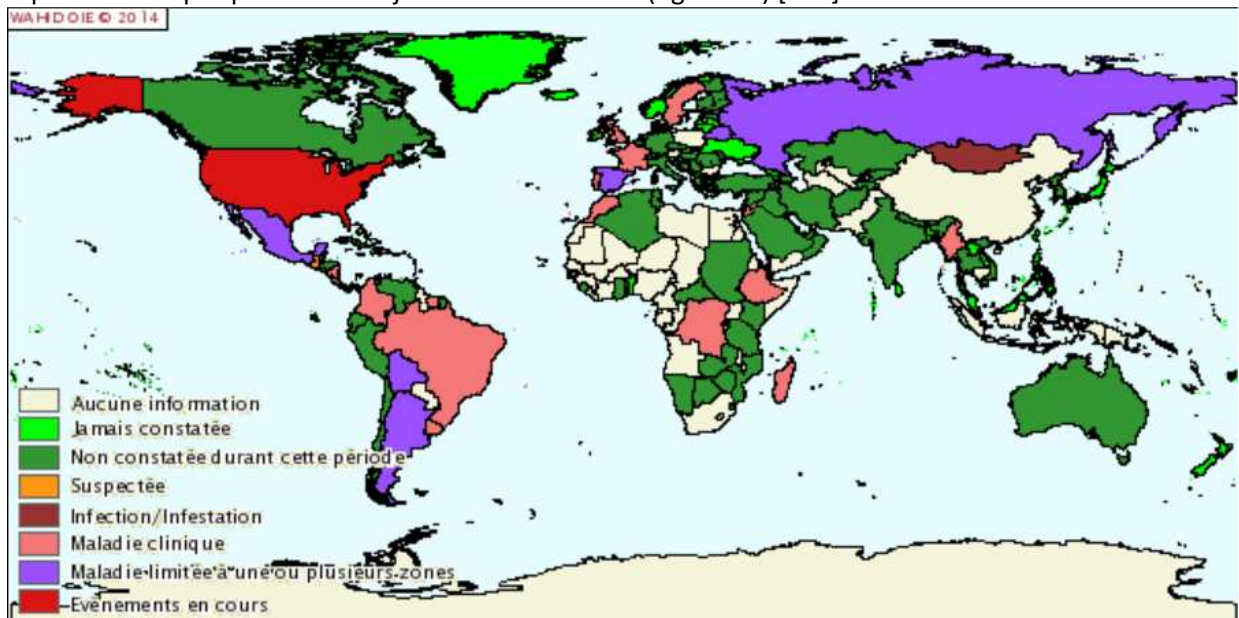 WAHID OIE © 2014
Aucune information
Jamais constatée
Non constatée durant cette période
Suspectée
Infection/Infestation
Maladie clinique
Maladie limitée à une ou plusieurs zones
Evénements en cours